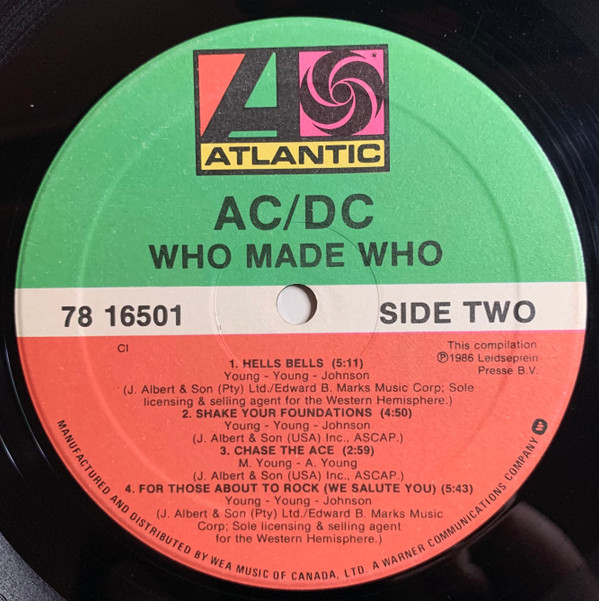 ATLANTIC
AC/DC
WHO MADE WHO
78 16501
SIDE TWO
CI
This compilation
Ⓟ1986 Leidseplein
Presse B.V.
1. HELLS BELLS (5:11)
Young - Young - Johnson
(J. Albert & Son (Pty) Ltd./Edward B. Marks Music Corp; Sole
licensing & selling agent for the Western Hemisphere.)
2. SHAKE YOUR FOUNDATIONS (4:50)
Young - Young - Johnson
(J. Albert & Son (USA) Inc., ASCAP.)
3. CHASE THE ACE (2:59)
M. Young - A. Young
(J. Albert & Son (USA) Inc., ASCAP.)
4. FOR THOSE ABOUT TO ROCK (WE SALUTE YOU) (5:43)
Young - Young - Johnson
(J. Albert & Son (Pty) Ltd./Edward B. Marks Music
Corp; Sole licensing & selling agent
for the Western Hemisphere.)
MANUFACTURED AND DISTRIBUTED BY WEA MUSIC OF CANADA, LTD. A WARNER COMMUNICATIONS COMPANY